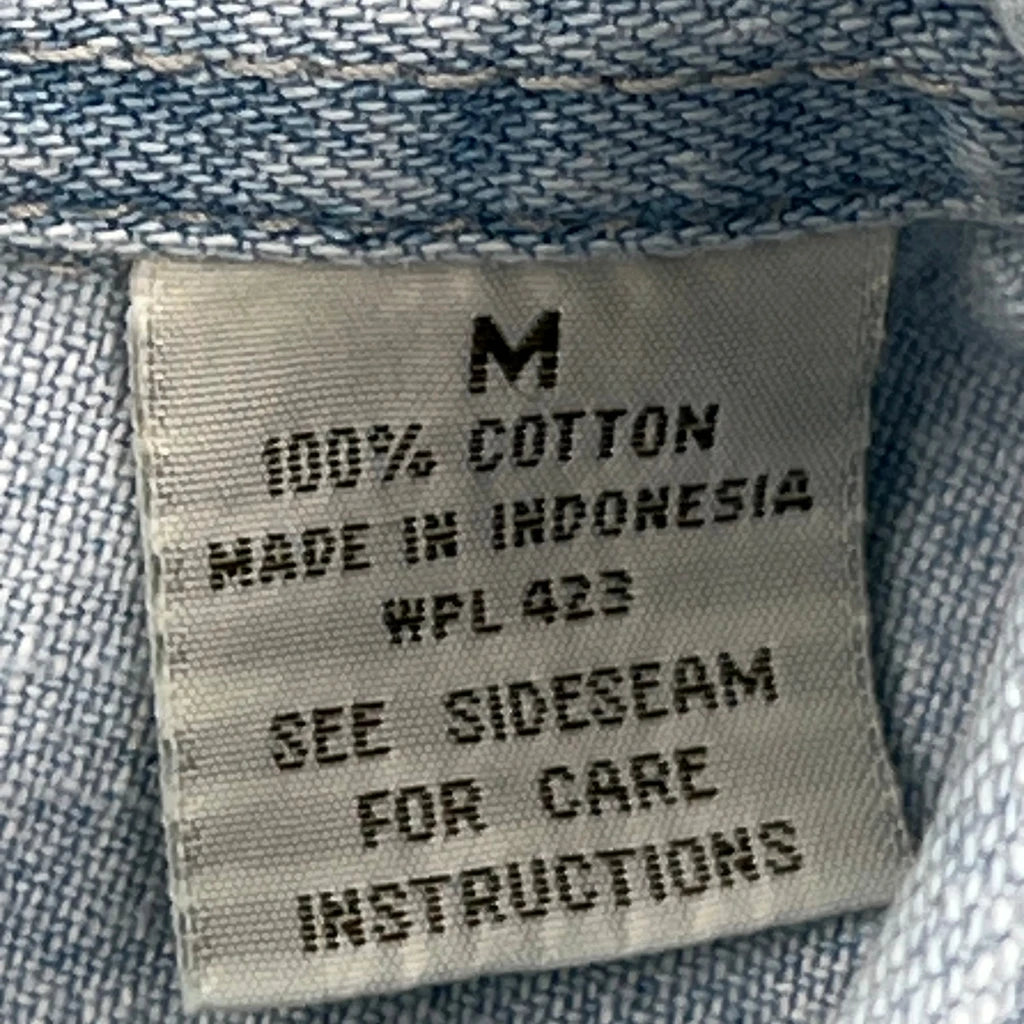 M
100% COTTON
MADE IN INDONESIA
WPL 423
SEE SIDESEAM
FOR CARE
INSTRUCTIONS